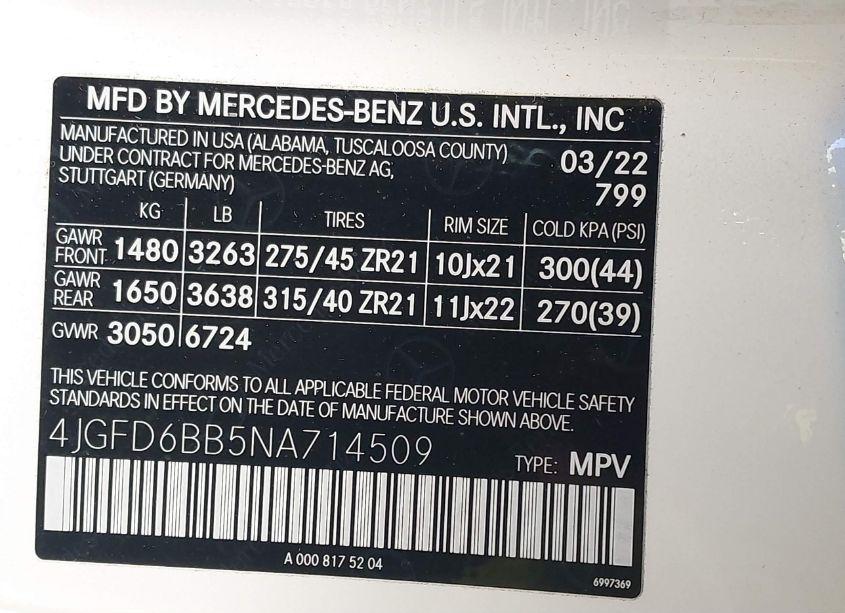 MFD BY MERCEDES-BENZ U.S. INTL., INC
MANUFACTURED IN USA (ALABAMA, TUSCALOOSA COUNTY)
UNDER CONTRACT FOR MERCEDES-BENZ AG,
STUTTGART (GERMANY)
03/22
799
KG LB TIRES RIM SIZE COLD KPA (PSI)
GAWR FRONT 1480 3263 275/45 ZR21 10Jx21 300(44)
GAWR REAR 1650 3638 315/40 ZR21 11Jx22 270(39)
GVWR 3050 6724
THIS VEHICLE CONFORMS TO ALL APPLICABLE FEDERAL MOTOR VEHICLE SAFETY
STANDARDS IN EFFECT ON THE DATE OF MANUFACTURE SHOWN ABOVE.
4JGFD6BB5NA714509
TYPE: MPV
A 000 817 52 04
6997369